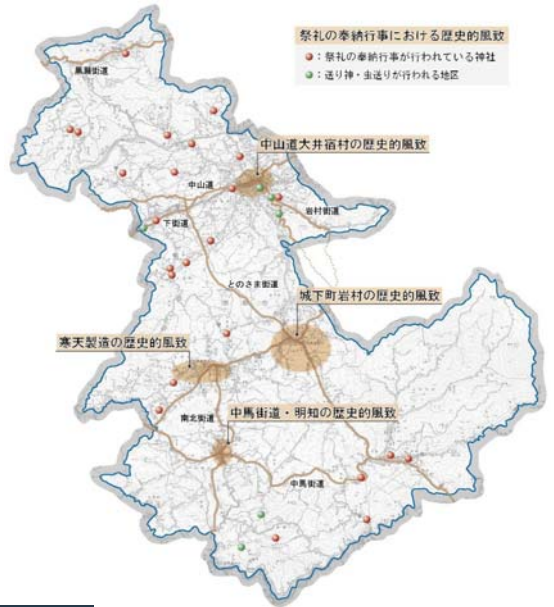 祭礼の奉納行事における歴史的風致
：祭礼の奉納行事が行われている神社
：送り神・虫送りが行われる地区
黒瀬街道
中山道大井宿村の歴史的風致
中山道
岩村街道
下街道
とのさま街道
城下町岩村の歴史的風致
寒天製造の歴史的風致
南北街道
中馬街道・明知の歴史的風致
中馬街道